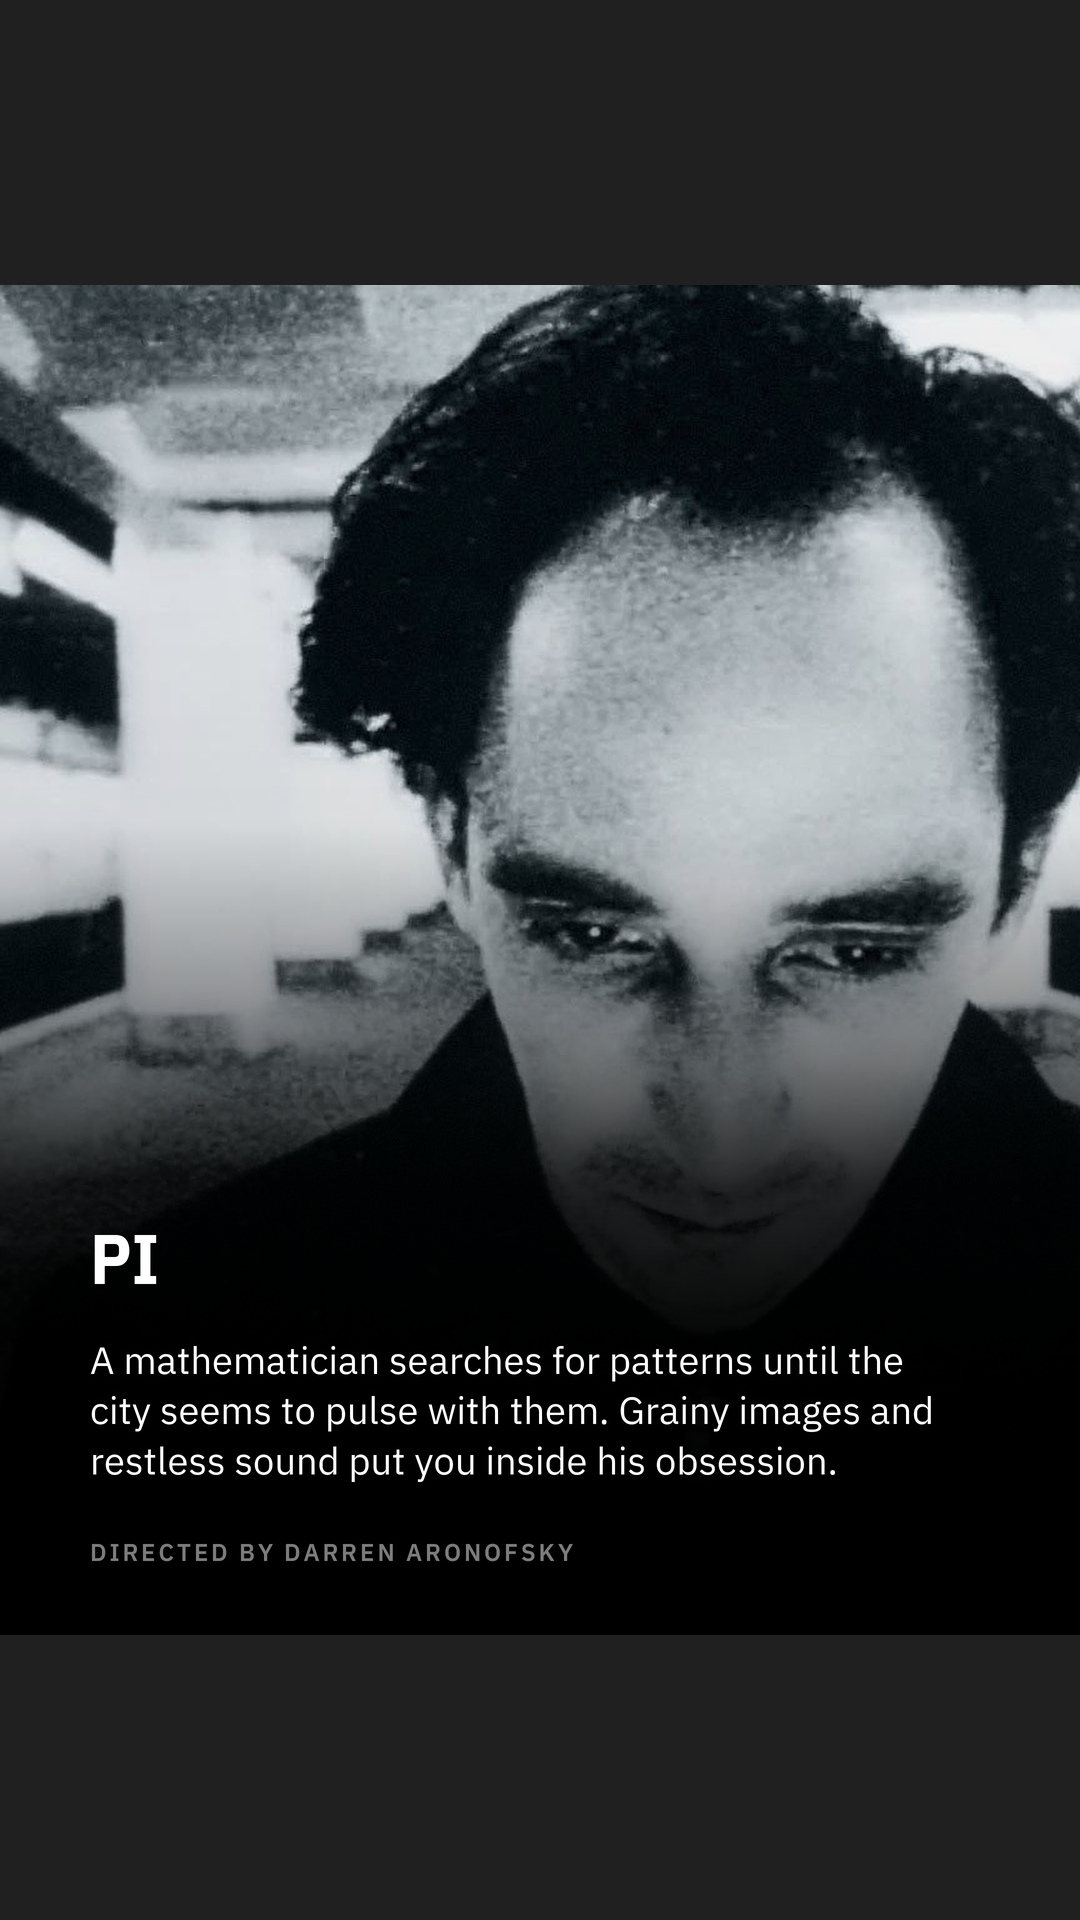 PI
A mathematician searches for patterns until the
city seems to pulse with them. Grainy images and
restless sound put you inside his obsession.
DIRECTED BY DARREN ARONOFSKY